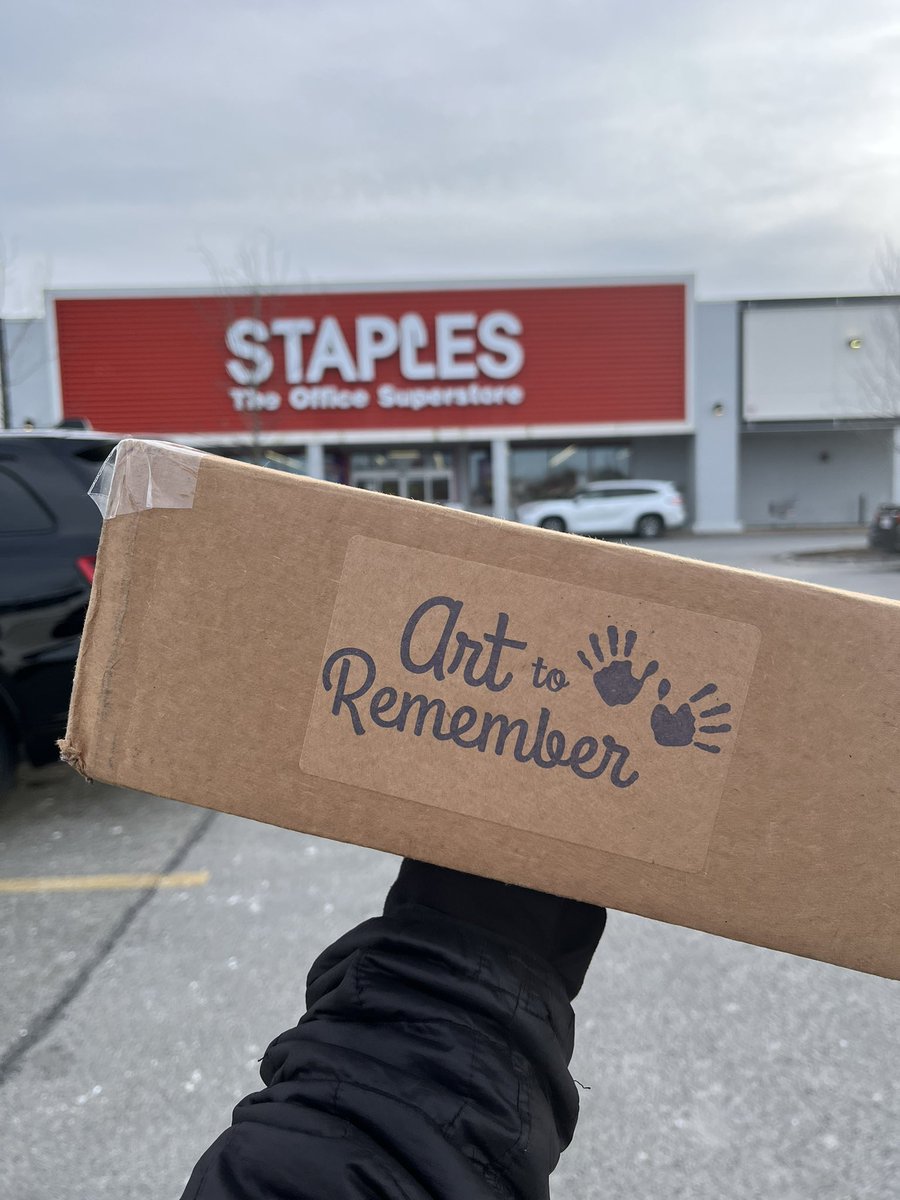 STAPLES
The Office Superstore
Art to
Remember